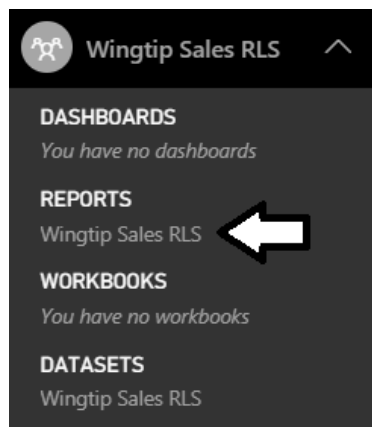 Wingtip Sales RLS
DASHBOARDS
You have no dashboards
REPORTS
Wingtip Sales RLS
WORKBOOKS
You have no workbooks
DATASETS
Wingtip Sales RLS